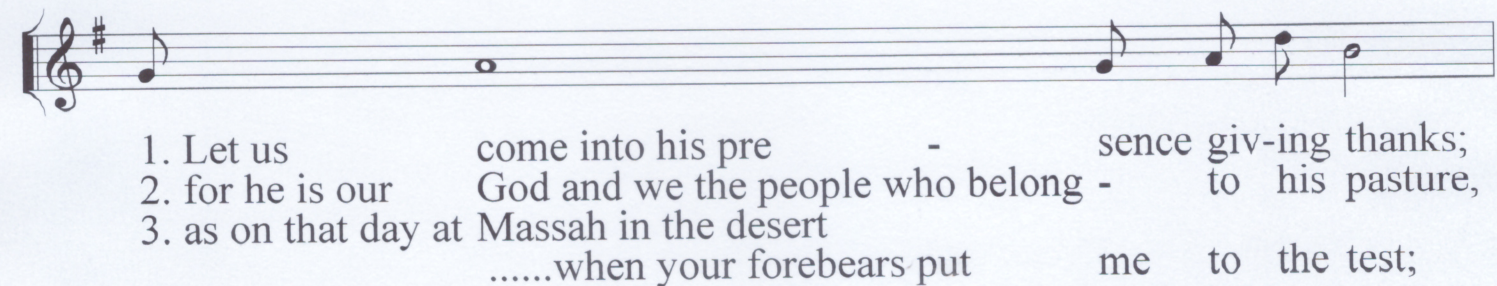 1. Let us come into his pre - sence giv-ing thanks;
2. for he is our God and we the people who belong - to his pasture,
3. as on that day at Massah in the desert
......when your forebears put me to the test;